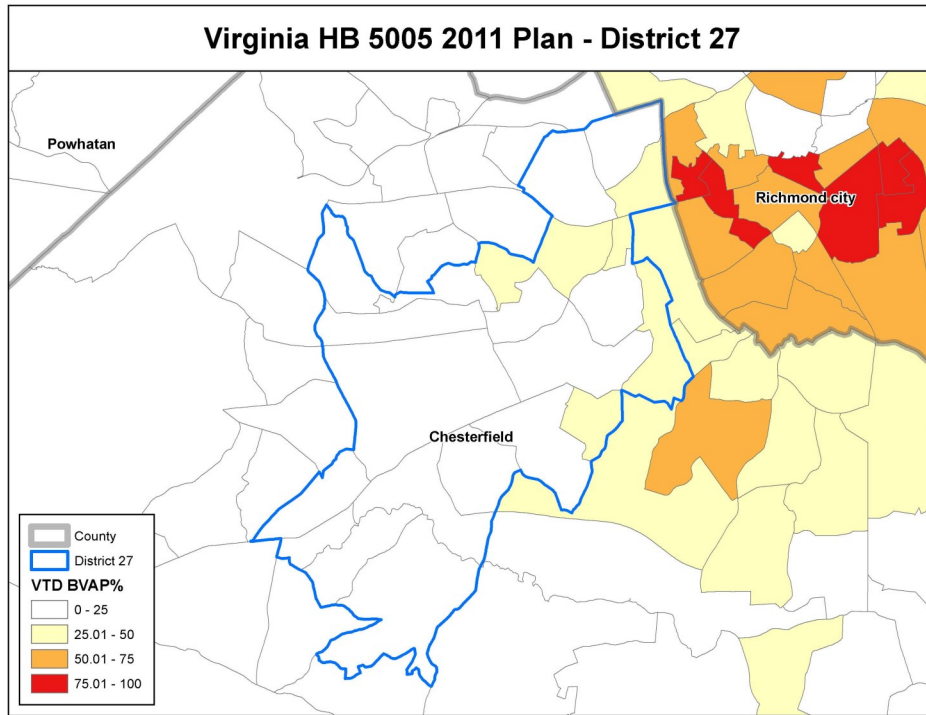 Virginia HB 5005 2011 Plan - District 27
Powhatan
Richmond city
Chesterfield
County
District 27
VTD BVAP%
0 - 25
25.01 - 50
50.01 - 75
75.01 - 100